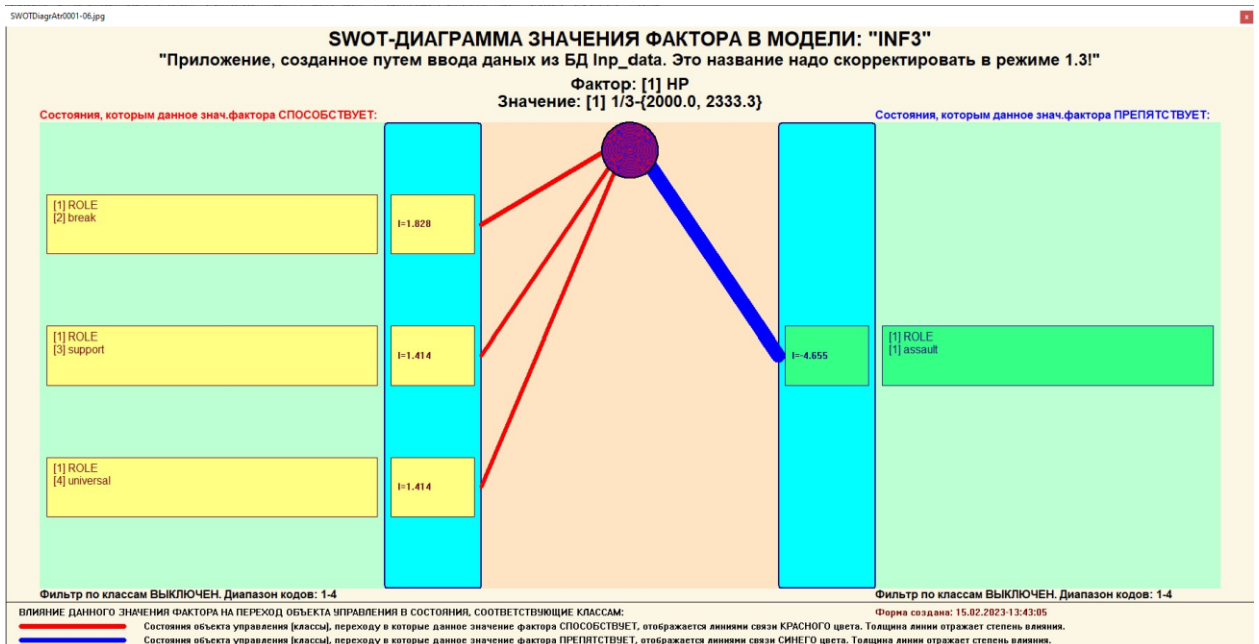 SWOTDiagrAtr0001-06.jpg
SWOT-ДИАГРАММА ЗНАЧЕНИЯ ФАКТОРА В МОДЕЛИ: "INF3"
"Приложение, созданное путем ввода даных из БД Inp_data. Это название надо скорректировать в режиме 1.3!"
Фактор: [1] HP
Значение: [1] 1/3-{2000.0, 2333.3}
Состояния, которым данное знач.фактора СПОСОБСТВУЕТ:
Состояния, которым данное знач.фактора ПРЕПЯТСТВУЕТ:
[1] ROLE
[2] break
I=1.828
[1] ROLE
[3] support
I=1.414
I=-4.655
[1] ROLE
[1] assault
[1] ROLE
[4] universal
I=1.414
Фильтр по классам ВЫКЛЮЧЕН. Диапазон кодов: 1-4
Фильтр по классам ВЫКЛЮЧЕН. Диапазон кодов: 1-4
ВЛИЯНИЕ ДАННОГО ЗНАЧЕНИЯ ФАКТОРА НА ПЕРЕХОД ОБЪЕКТА УПРАВЛЕНИЯ В СОСТОЯНИЯ, СООТВЕТСТВУЮЩИЕ КЛАССАМ:
Форма создана: 15.02.2023-13:43:05
Состояния объекта управления (классы), переходу в которые данное значение фактора СПОСОБСТВУЕТ, отображается линиями связи КРАСНОГО цвета. Толщина линии отражает степень влияния.
Состояния объекта управления (классы), переходу в которые данное значение фактора ПРЕПЯТСТВУЕТ, отображается линиями связи СИНЕГО цвета. Толщина линии отражает степень влияния.